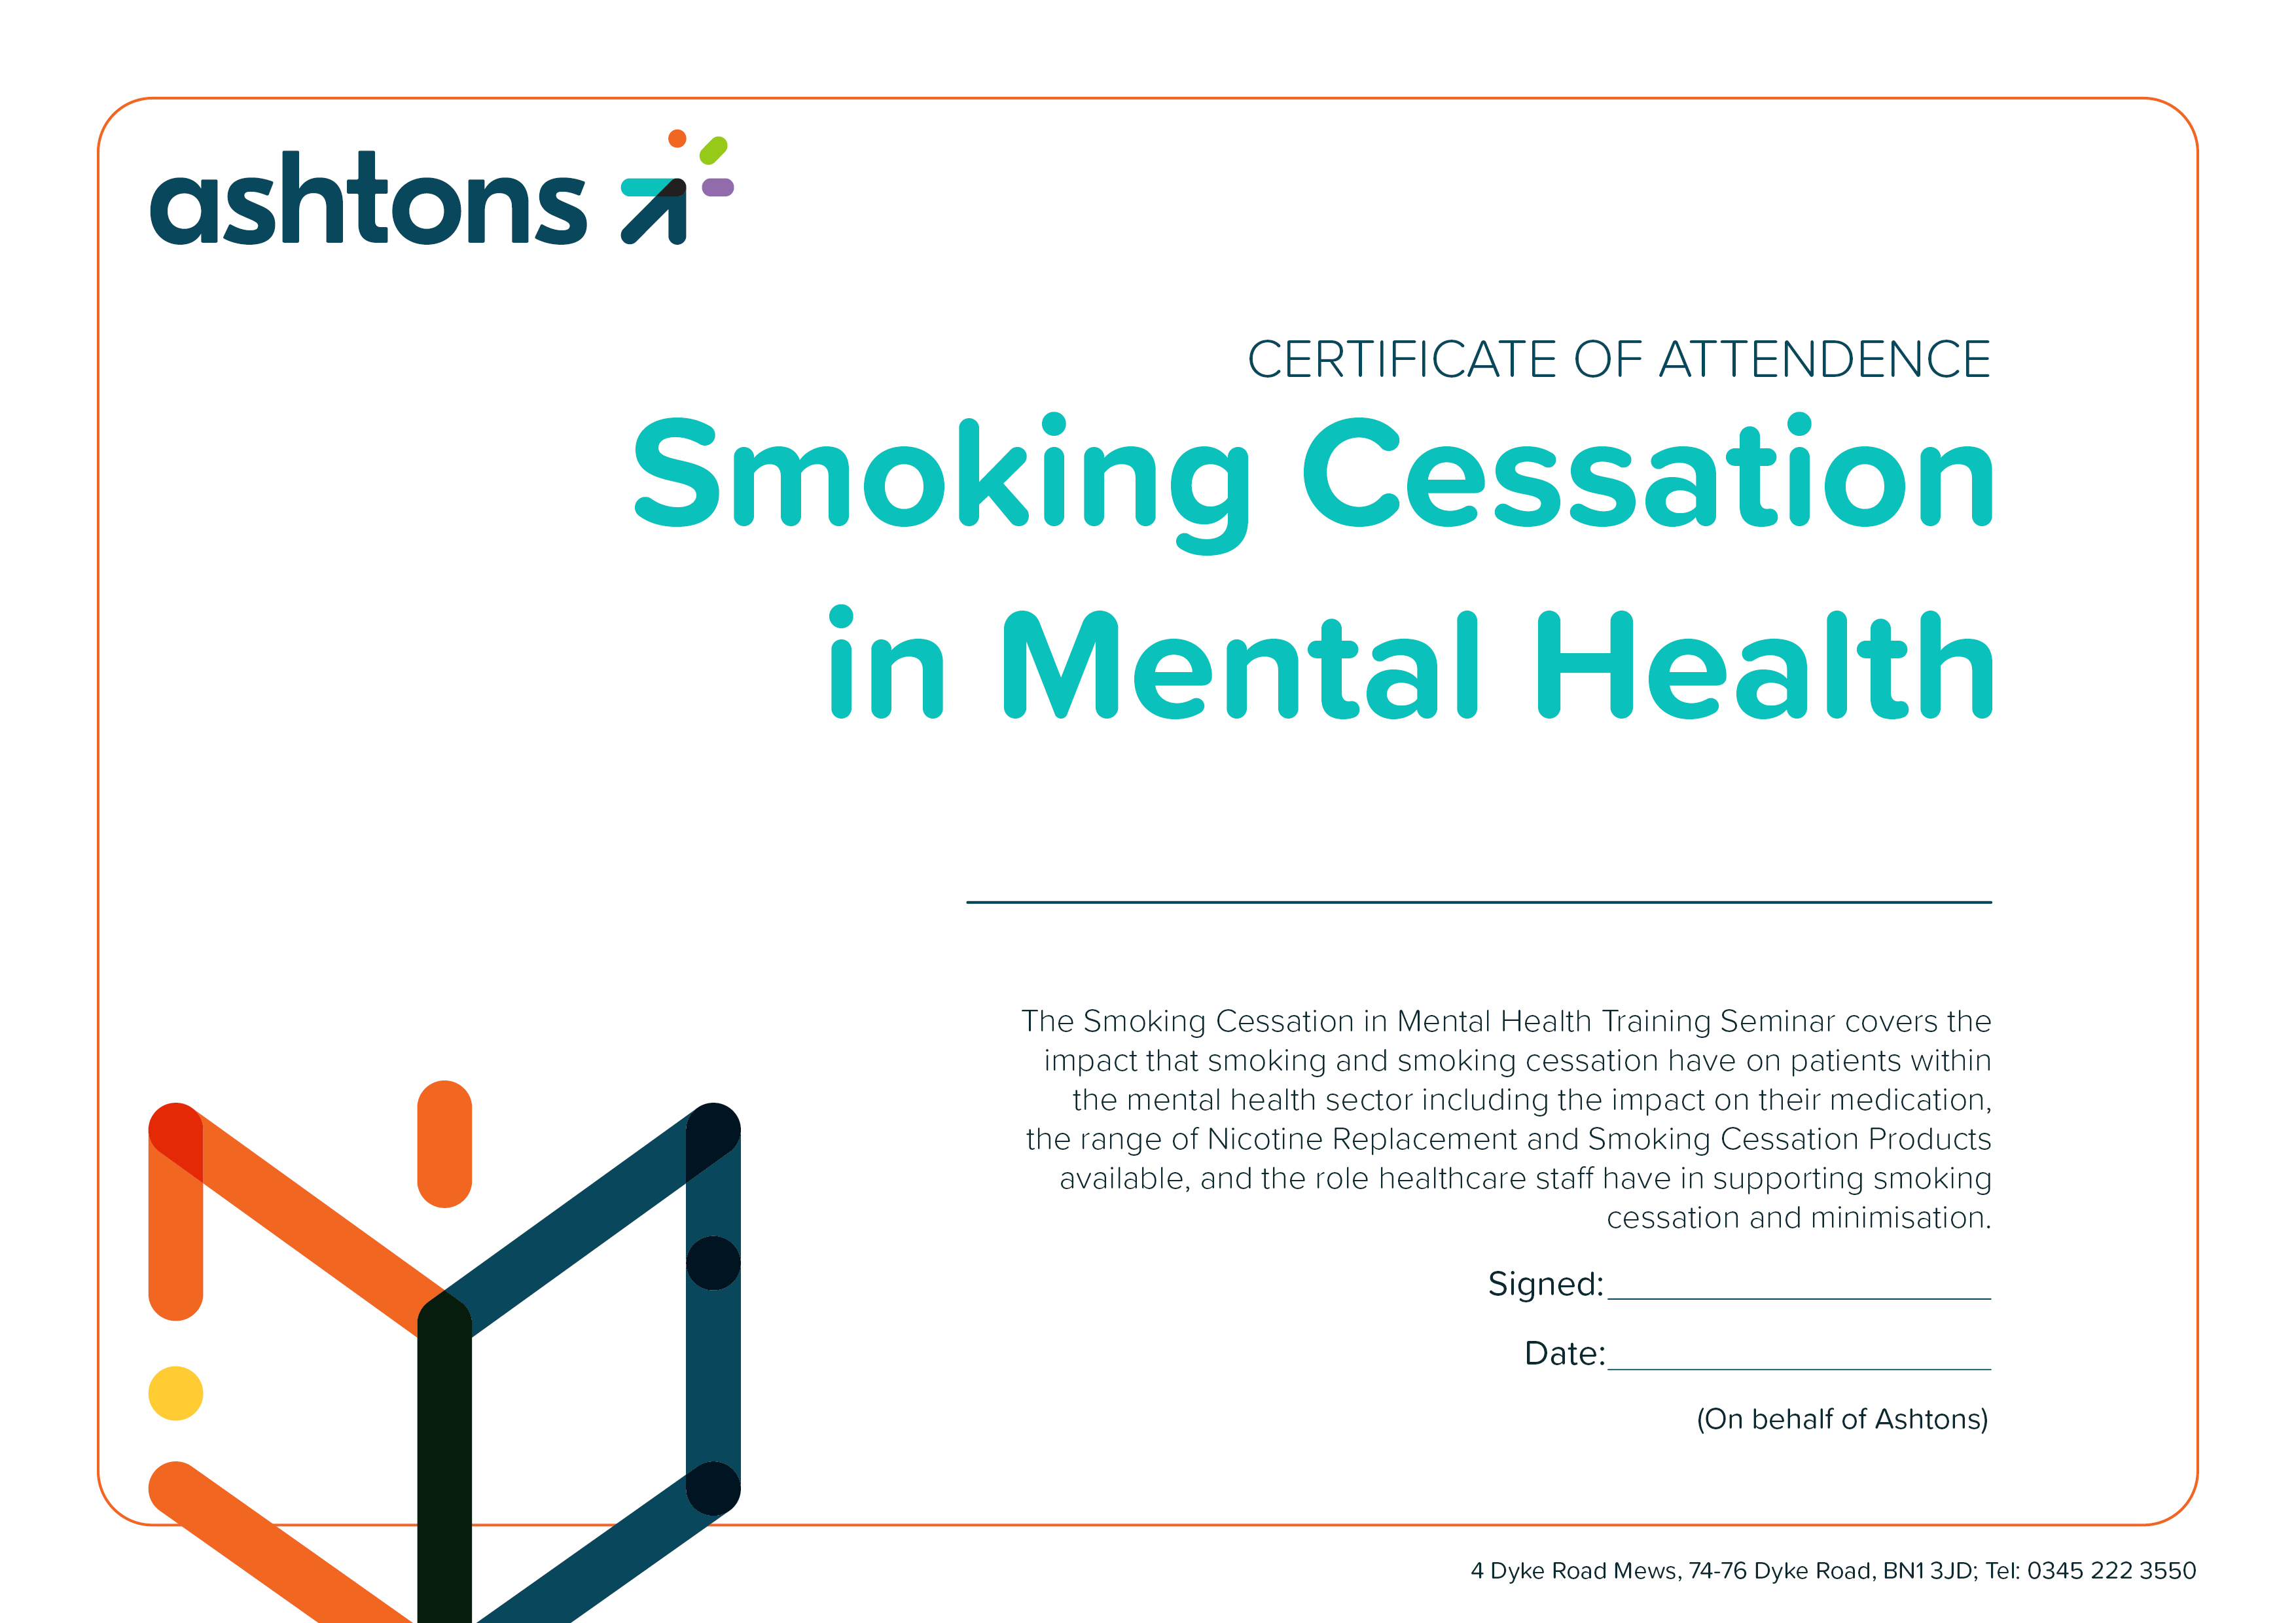 ashtons
CERTIFICATE OF ATTENDENCE
Smoking Cessation
in Mental Health
The Smoking Cessation in Mental Health Training Seminar covers the
impact that smoking and smoking cessation have on patients within
the mental health sector including the impact on their medication,
the range of Nicotine Replacement and Smoking Cessation Products
available, and the role healthcare staff have in supporting smoking
cessation and minimisation.
Signed:
Date:
(On behalf of Ashtons)
4 Dyke Road Mews, 74-76 Dyke Road, BN1 3JD; Tel: 0345 222 3550